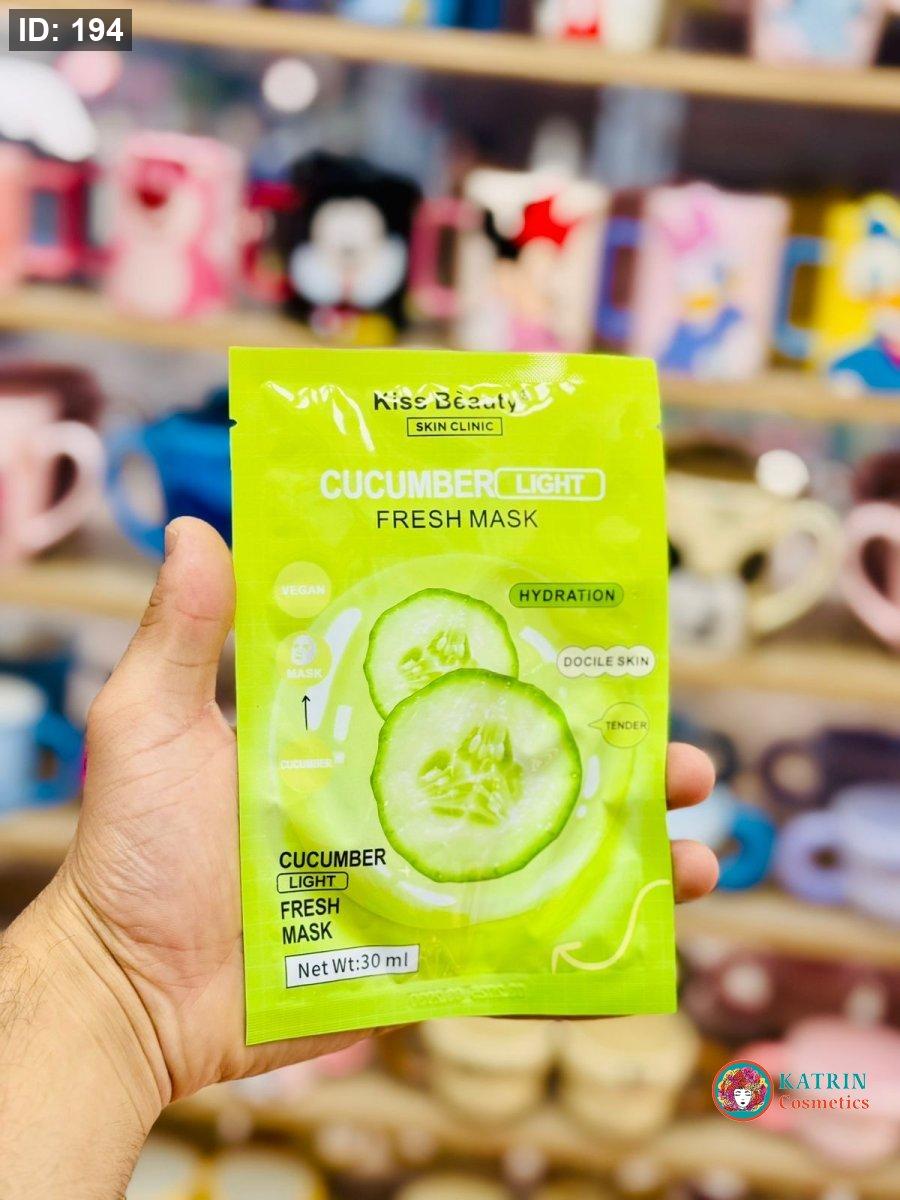 ID: 194
Kiss Beauty
SKIN CLINIC
CUCUMBER LIGHT
FRESH MASK
VEGAN
HYDRATION
MASK
DOCILE SKIN
TENDER
CUCUMBER
CUCUMBER
LIGHT
FRESH
MASK
Net Wt:30 ml
KATRIN
Cosmetics